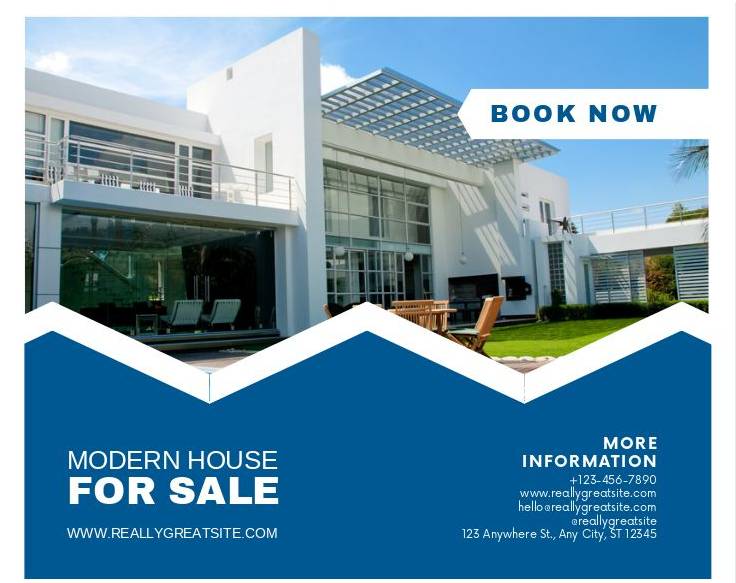 BOOK NOW
MODERN HOUSE
FOR SALE
WWW.REALLYGREATSITE.COM
MORE
INFORMATION
+123-456-7890
www.reallygreatsite.com
hello@reallygreatsite.com
@reallygreatsite
123 Anywhere St., Any City, ST 12345